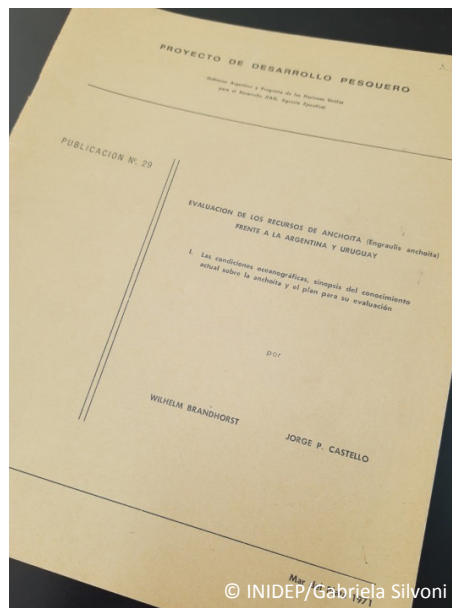 PROYECTO DE DESARROLLO PESQUERO
Gobierno Argentino y Programa de las Naciones Unidas
para el Desarrollo (FAO, Agencia Ejecutiva)
PUBLICACION Nº. 29
EVALUACION DE LOS RECURSOS DE ANCHOITA (Engraulis anchoita)
FRENTE A LA ARGENTINA Y URUGUAY
I. Las condiciones oceanográficas, sinopsis del conocimiento
actual sobre la anchoita y el plan para su evaluación
por
WILHELM BRANDHORST
JORGE P. CASTELLO
Mar 1971
© INIDEP/Gabriela Silvoni